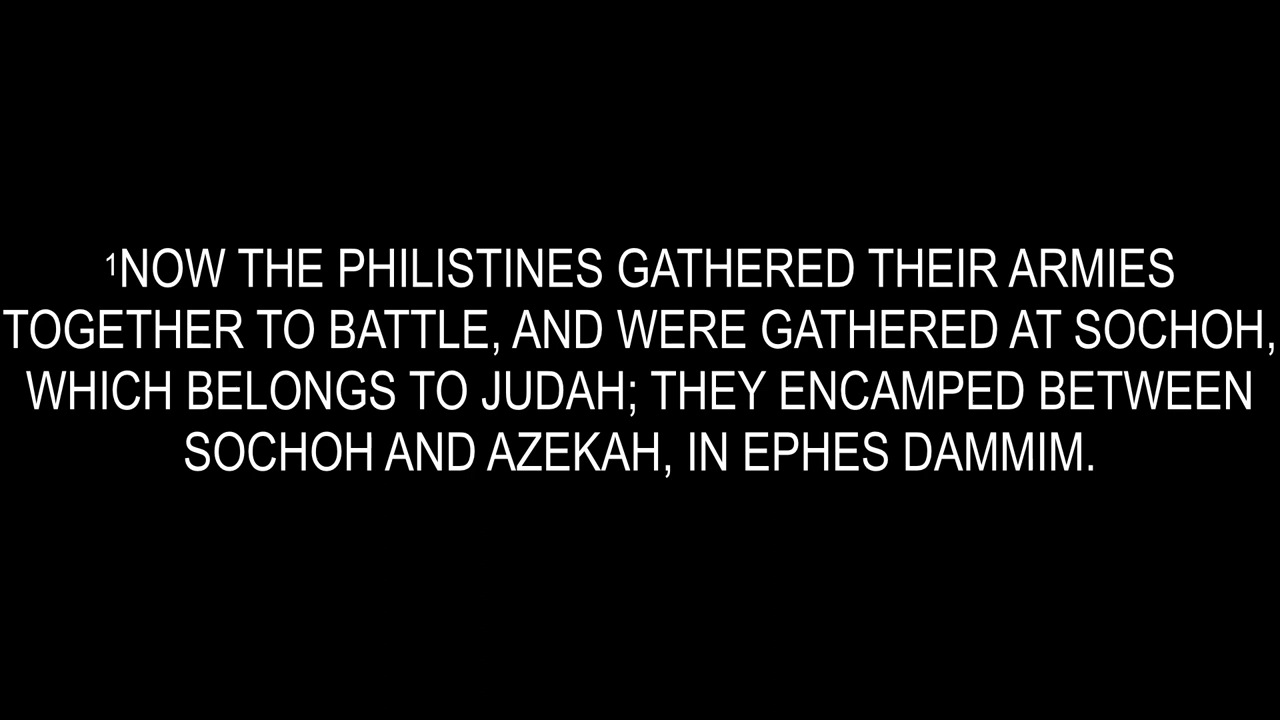 ¹NOW THE PHILISTINES GATHERED THEIR ARMIES
TOGETHER TO BATTLE, AND WERE GATHERED AT SOCHOH,
WHICH BELONGS TO JUDAH; THEY ENCAMPED BETWEEN
SOCHOH AND AZEKAH, IN EPHES DAMMIM.